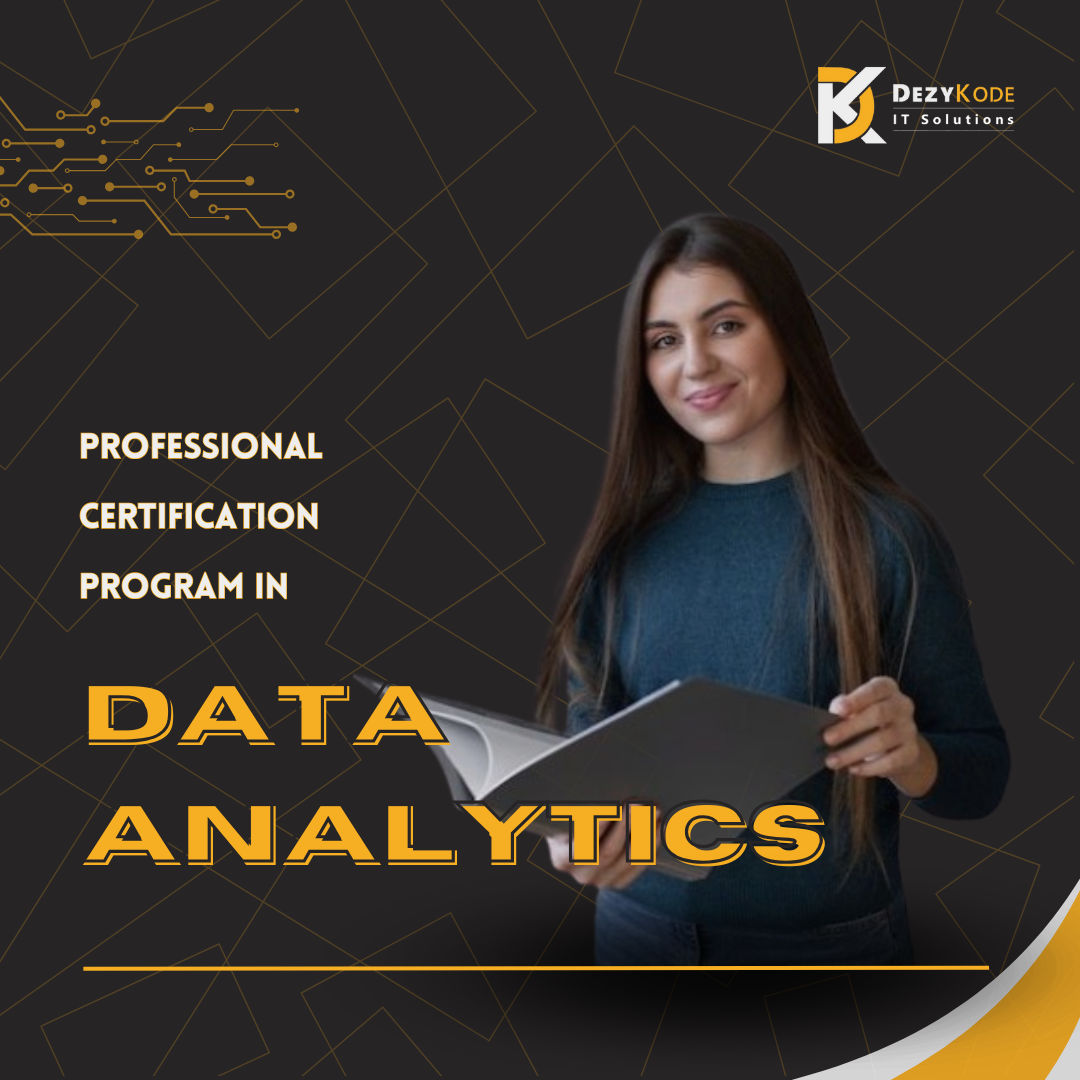 DEZYKODE
IT Solutions
PROFESSIONAL
CERTIFICATION
PROGRAM IN
DATA
ANALYTICS